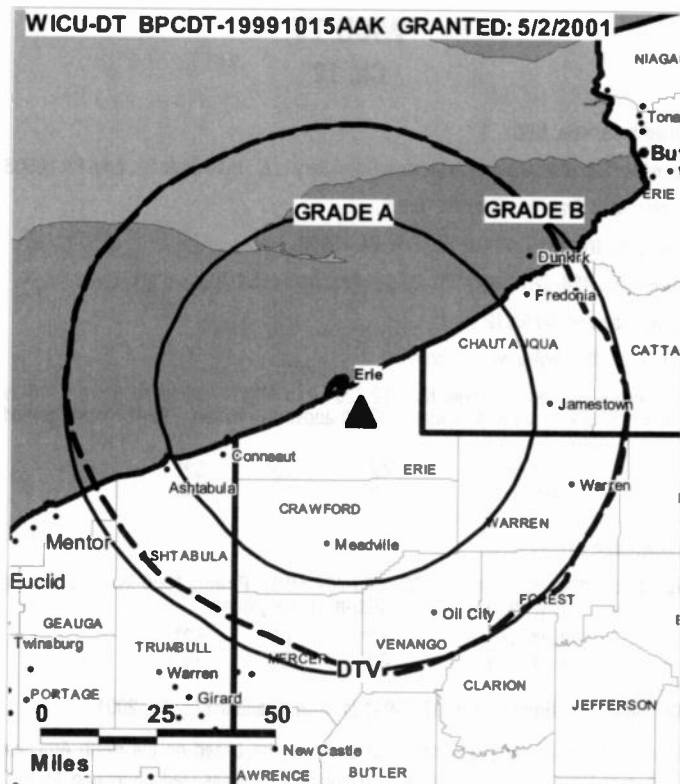 WICU-DT BPCDT-19991015AAK GRANTED: 5/2/2001
NIAGA
Tona
Buf
ERIE
GRADE A
GRADE B
Dunkirk
Fredonia
CHAUTAUQUA
CATTA
Erie
Jamestown
Conneaut
ERIE
Ashtabula
Warren
CRAWFORD
WARREN
Mentor
ASHTABULA
Meadville
Euclid
FOREST
GEAUGA
Oil City
Twinsburg
TRUMBULL
VENANGO
MERCER
DTV
Warren
CLARION
PORTAGE
Girard
JEFFERSON
0 25 50
New Castle
Miles
AWRENCE
BUTLER